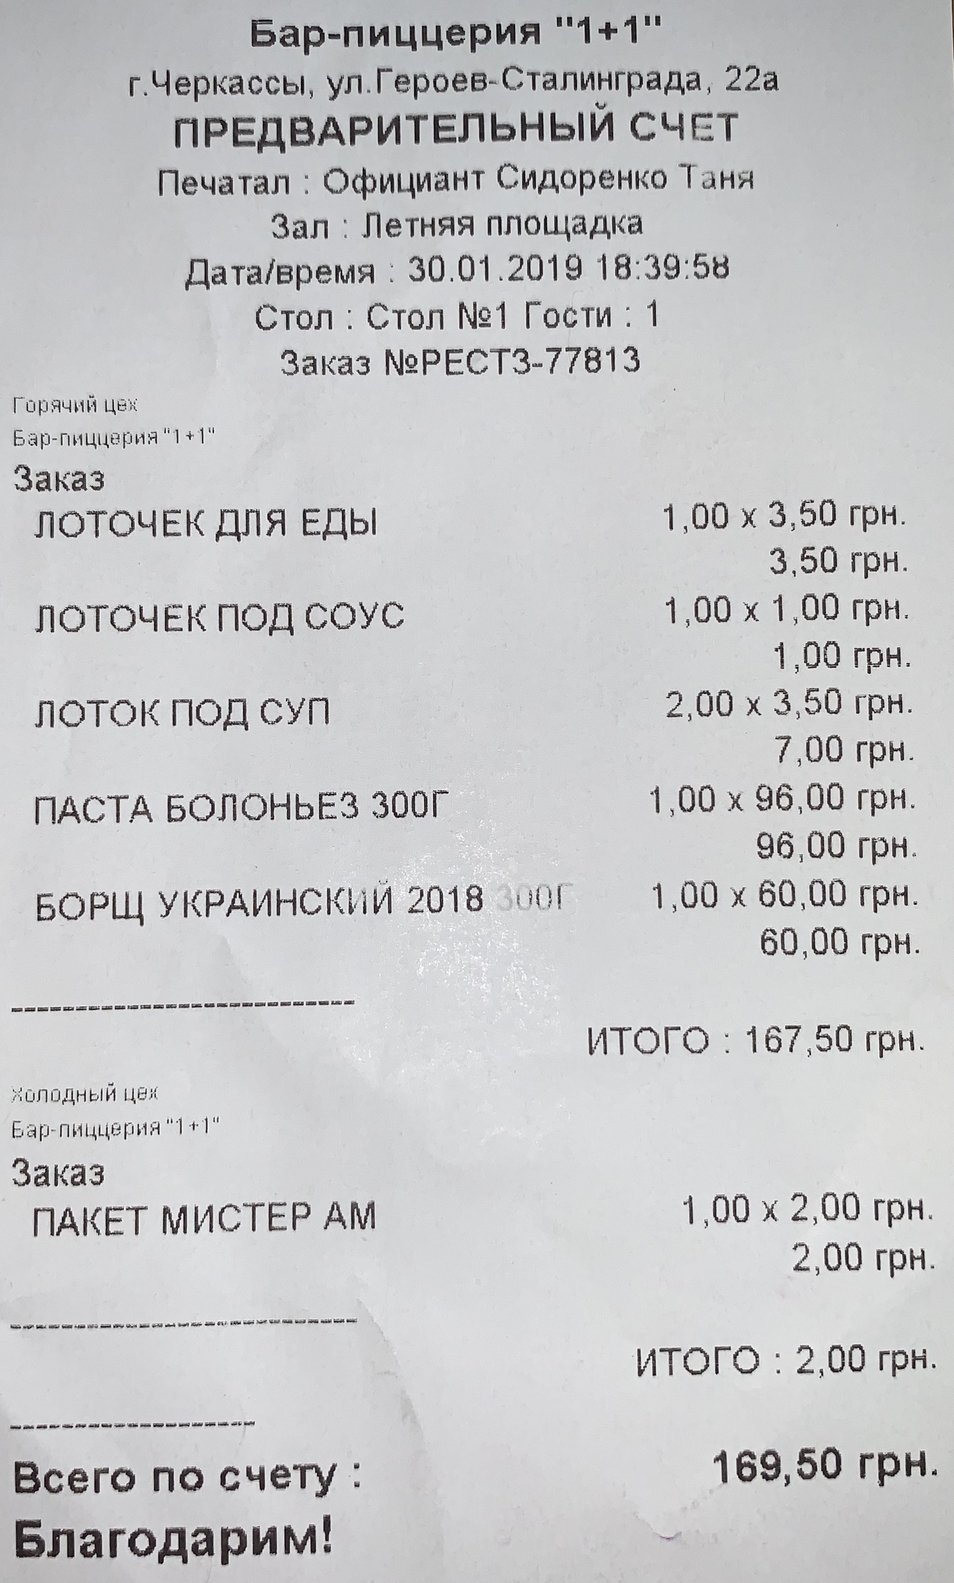 Бар-пиццерия "1+1"
г.Черкассы, ул.Героев-Сталинграда, 22а
ПРЕДВАРИТЕЛЬНЫЙ СЧЕТ
Печатал : Официант Сидоренко Таня
Зал : Летняя площадка
Дата/время : 30.01.2019 18:39:58
Стол : Стол №1 Гости : 1
Заказ №РЕСТЗ-77813
Горячий цех
Бар-пиццерия "1+1"
Заказ
ЛОТОЧЕК ДЛЯ ЕДЫ 1,00 x 3,50 грн.
3,50 грн.
ЛОТОЧЕК ПОД СОУС 1,00 x 1,00 грн.
1,00 грн.
ЛОТОК ПОД СУП 2,00 x 3,50 грн.
7,00 грн.
ПАСТА БОЛОНЬЕЗ 300Г 1,00 x 96,00 грн.
96,00 грн.
БОРЩ УКРАИНСКИЙ 2018 300Г 1,00 x 60,00 грн.
60,00 грн.
---------------------------
ИТОГО : 167,50 грн.
Холодный цех
Бар-пиццерия "1+1"
Заказ
ПАКЕТ МИСТЕР АМ 1,00 x 2,00 грн.
2,00 грн.
---------------------------
ИТОГО : 2,00 грн.
-------------------
Всего по счету : 169,50 грн.
Благодарим!